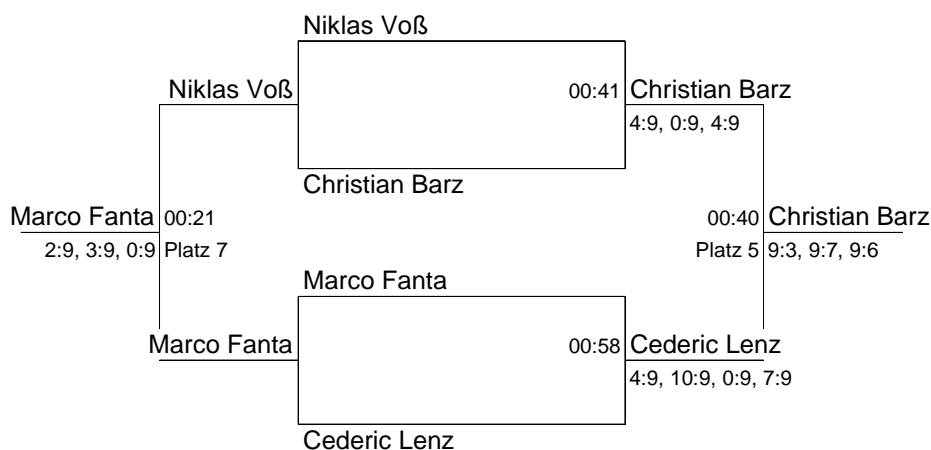 Niklas Voß
Niklas Voß
00:41 Christian Barz
4:9, 0:9, 4:9
Christian Barz
Marco Fanta 00:21
00:40 Christian Barz
2:9, 3:9, 0:9 Platz 7
Platz 5 9:3, 9:7, 9:6
Marco Fanta
Marco Fanta
00:58 Cederic Lenz
4:9, 10:9, 0:9, 7:9
Cederic Lenz